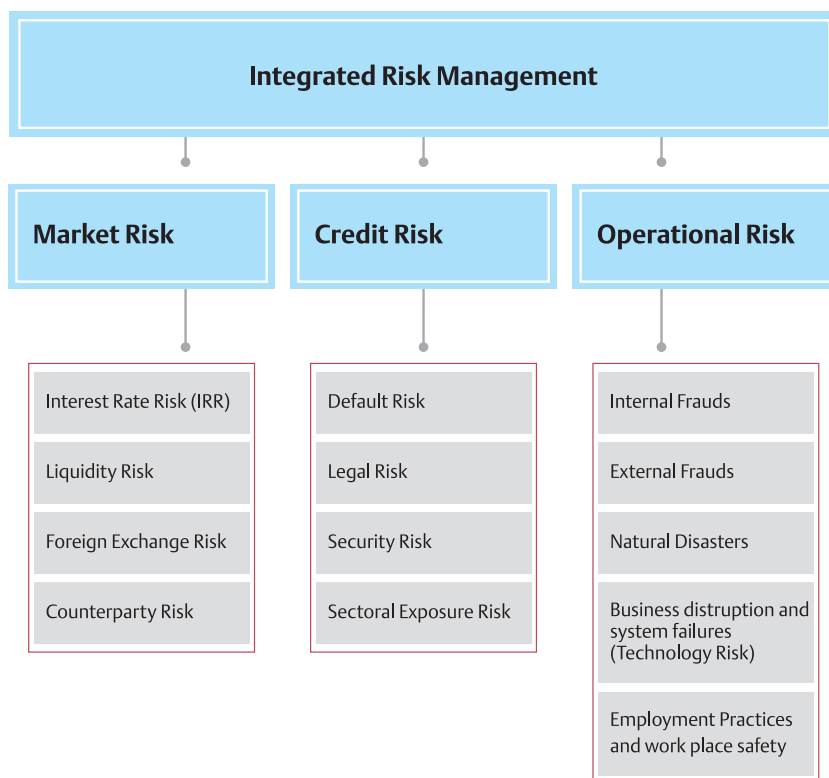 Integrated Risk Management
Market Risk
Credit Risk
Operational Risk
Interest Rate Risk (IRR)
Liquidity Risk
Foreign Exchange Risk
Counterparty Risk
Default Risk
Legal Risk
Security Risk
Sectoral Exposure Risk
Internal Frauds
External Frauds
Natural Disasters
Business distruption and
system failures
(Technology Risk)
Employment Practices
and work place safety